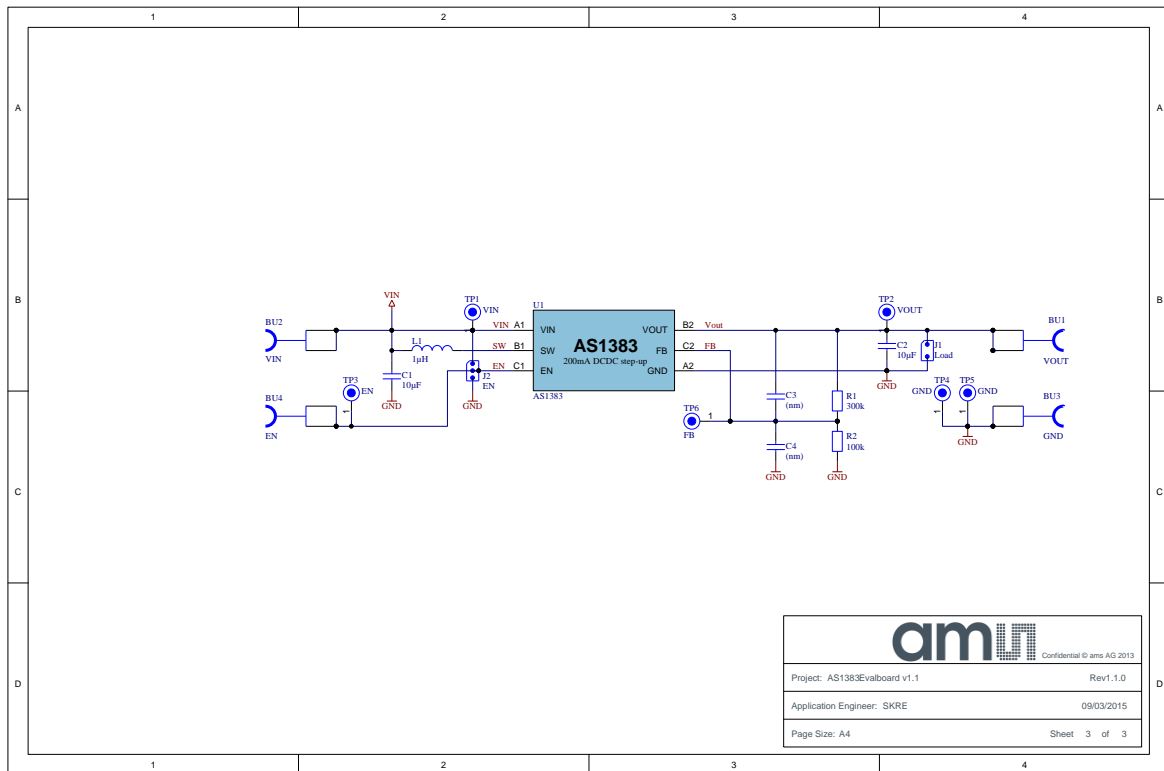 1 2 3 4
A A
B B
C C
D D
VIN
TP1
VIN
U1
TP2
VOUT
BU2
VIN
BU1
VOUT
VIN A1 VIN VOUT B2 Vout
SW B1 SW FB C2 FB
EN C1 EN GND A2
AS1383
200mA DCDC step-up
AS1383
L1
1µH
C1
10µF
GND
J2
EN
GND
C2
10µF
GND
J1
Load
TP3
EN
1
BU4
EN
C3
(nm)
R1
300k
TP6
FB
1
C4
(nm)
GND
R2
100k
GND
TP4
GND
1
TP5
GND
1
GND
BU3
GND
amu
Confidential © ams AG 2013
Project: AS1383Evalboard v1.1 Rev1.1.0
Application Engineer: SKRE 09/03/2015
Page Size: A4 Sheet 3 of 3
1 2 3 4